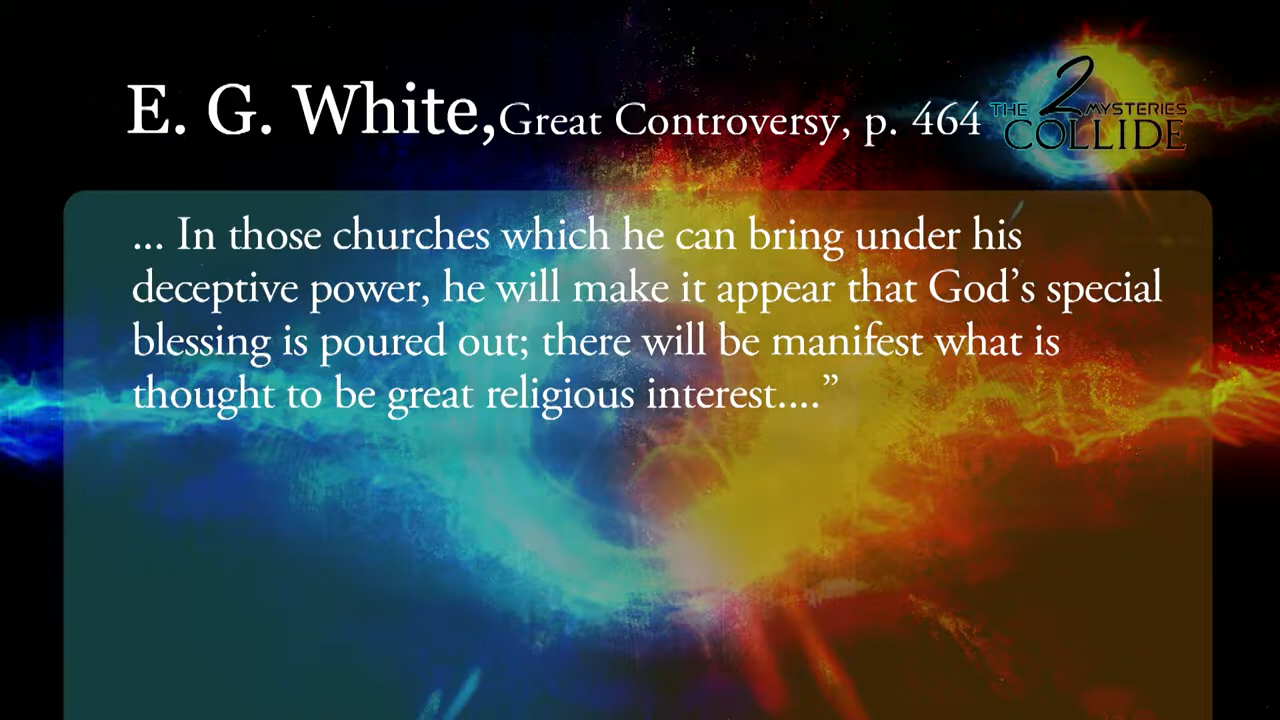 E. G. White, Great Controversy, p. 464
THE 2 MYSTERIES
COLLIDE
... In those churches which he can bring under his
deceptive power, he will make it appear that God’s special
blessing is poured out; there will be manifest what is
thought to be great religious interest....”